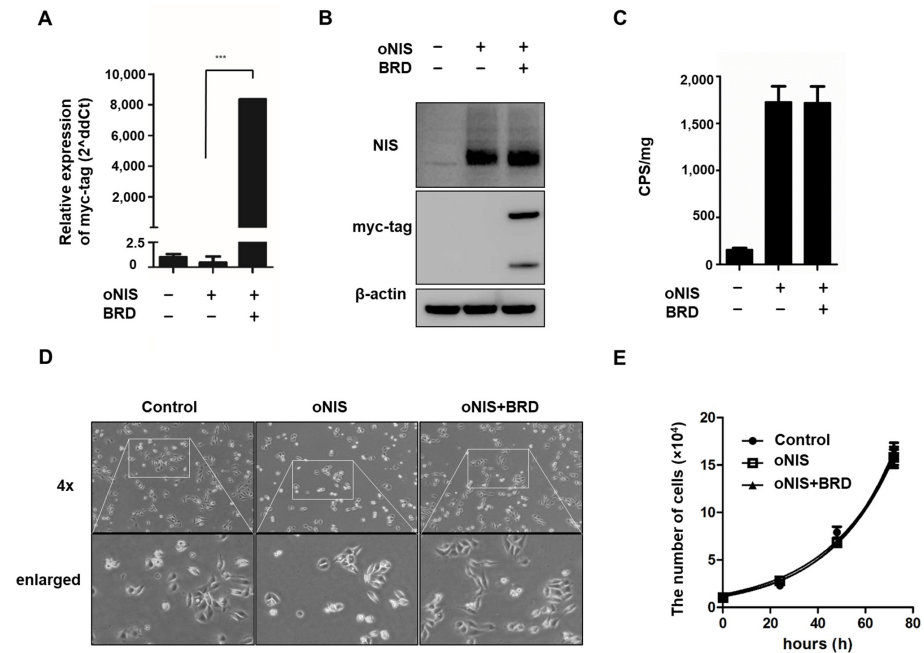 A
Relative expression
of myc-tag (2^ddCt)
10,000
8,000
6,000
4,000
2,000
2.5
0
***
oNIS − + +
BRD − − +
B
oNIS − + +
BRD − − +
NIS
myc-tag
β-actin
C
CPS/mg
2,000
1,500
1,000
500
0
oNIS − + +
BRD − − +
D
Control oNIS oNIS+BRD
4x
enlarged
E
The number of cells (×10⁴)
20
15
10
5
0
Control
oNIS
oNIS+BRD
0 20 40 60 80
hours (h)